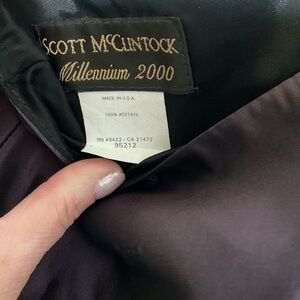 SCOTT MCCLINTOCK
Millennium 2000
MADE IN U.S.A.
100% ACETATE
RN 49422 - CA 21472
95212